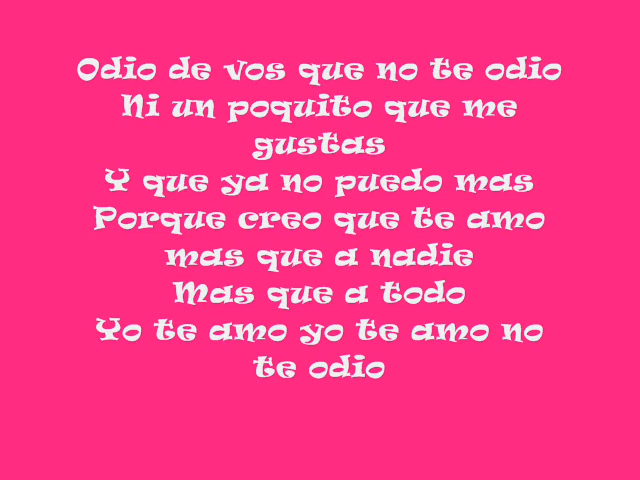 Odio de vos que no te odio
Ni un poquito que me
gustas
Y que ya no puedo mas
Porque creo que te amo
mas que a nadie
Mas que a todo
Yo te amo yo te amo no
te odio